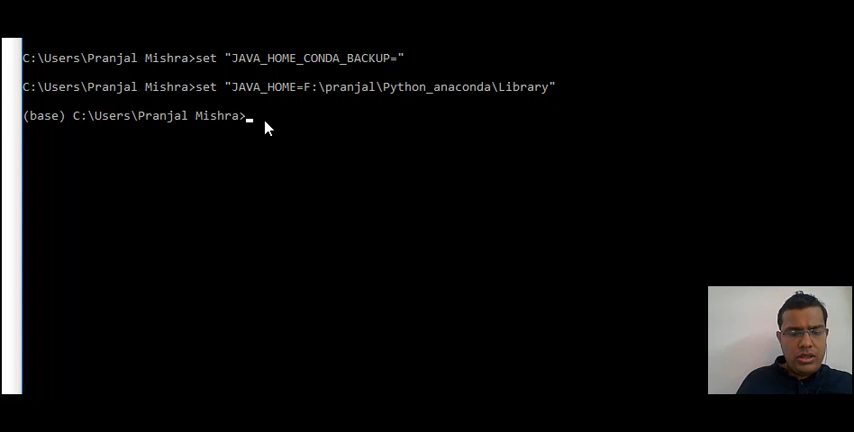 C:\Users\Pranjal Mishra>set "JAVA_HOME_CONDA_BACKUP="
C:\Users\Pranjal Mishra>set "JAVA_HOME=F:\pranjal\Python_anaconda\Library"
(base) C:\Users\Pranjal Mishra>